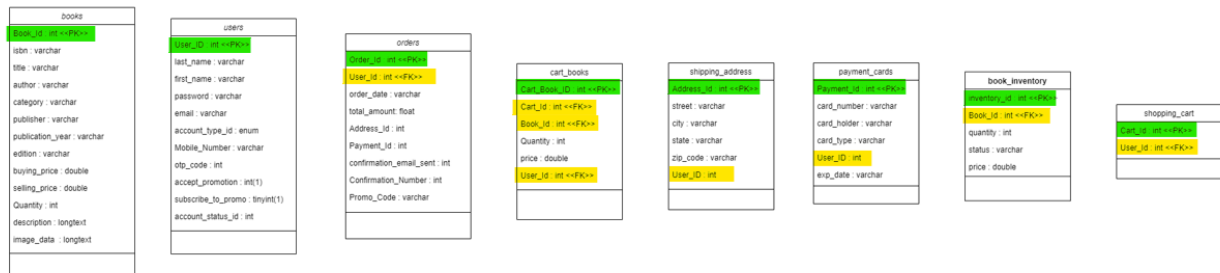 books
Book_Id : int <<PK>>
isbn : varchar
title : varchar
author : varchar
category : varchar
publisher : varchar
publication_year : varchar
edition : varchar
buying_price : double
selling_price : double
Quantity : int
description : longtext
image_data : longtext
users
User_ID : int <<PK>>
last_name : varchar
first_name : varchar
password : varchar
email : varchar
account_type_id : enum
Mobile_Number : varchar
otp_code : int
accept_promotion : int(1)
subscribe_to_promo : tinyint(1)
account_status_id : int
orders
Order_Id : int <<PK>>
User_Id : int <<FK>>
order_date : varchar
total_amount: float
Address_Id : int
Payment_Id : int
confirmation_email_sent : int
Confirmation_Number : int
Promo_Code : varchar
cart_books
Cart_Book_ID : int <<PK>>
Cart_Id : int <<FK>>
Book_Id : int <<FK>>
Quantity : int
price : double
User_Id : int <<FK>>
shipping_address
Address_Id : int <<PK>>
street : varchar
city : varchar
state : varchar
zip_code : varchar
User_ID : int
payment_cards
Payment_Id : int <<PK>>
card_number : varchar
card_holder : varchar
card_type : varchar
User_ID : int
exp_date : varchar
book_inventory
inventory_id : int <<PK>>
Book_Id : int <<FK>>
quantity : int
status : varchar
price : double
shopping_cart
Cart_Id : int <<PK>>
User_Id : int <<FK>>